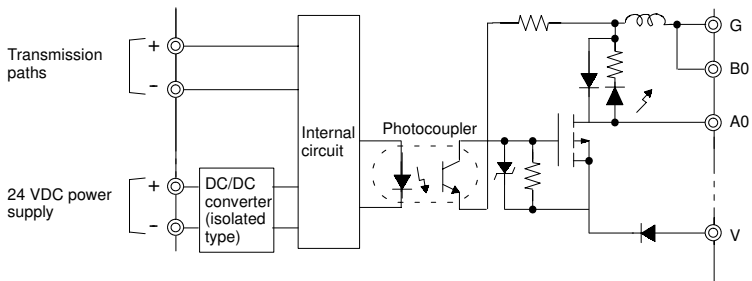 Transmission
paths
+
-
24 VDC power
supply
+
-
DC/DC
converter
(isolated
type)
Internal
circuit
Photocoupler
G
B0
A0
V